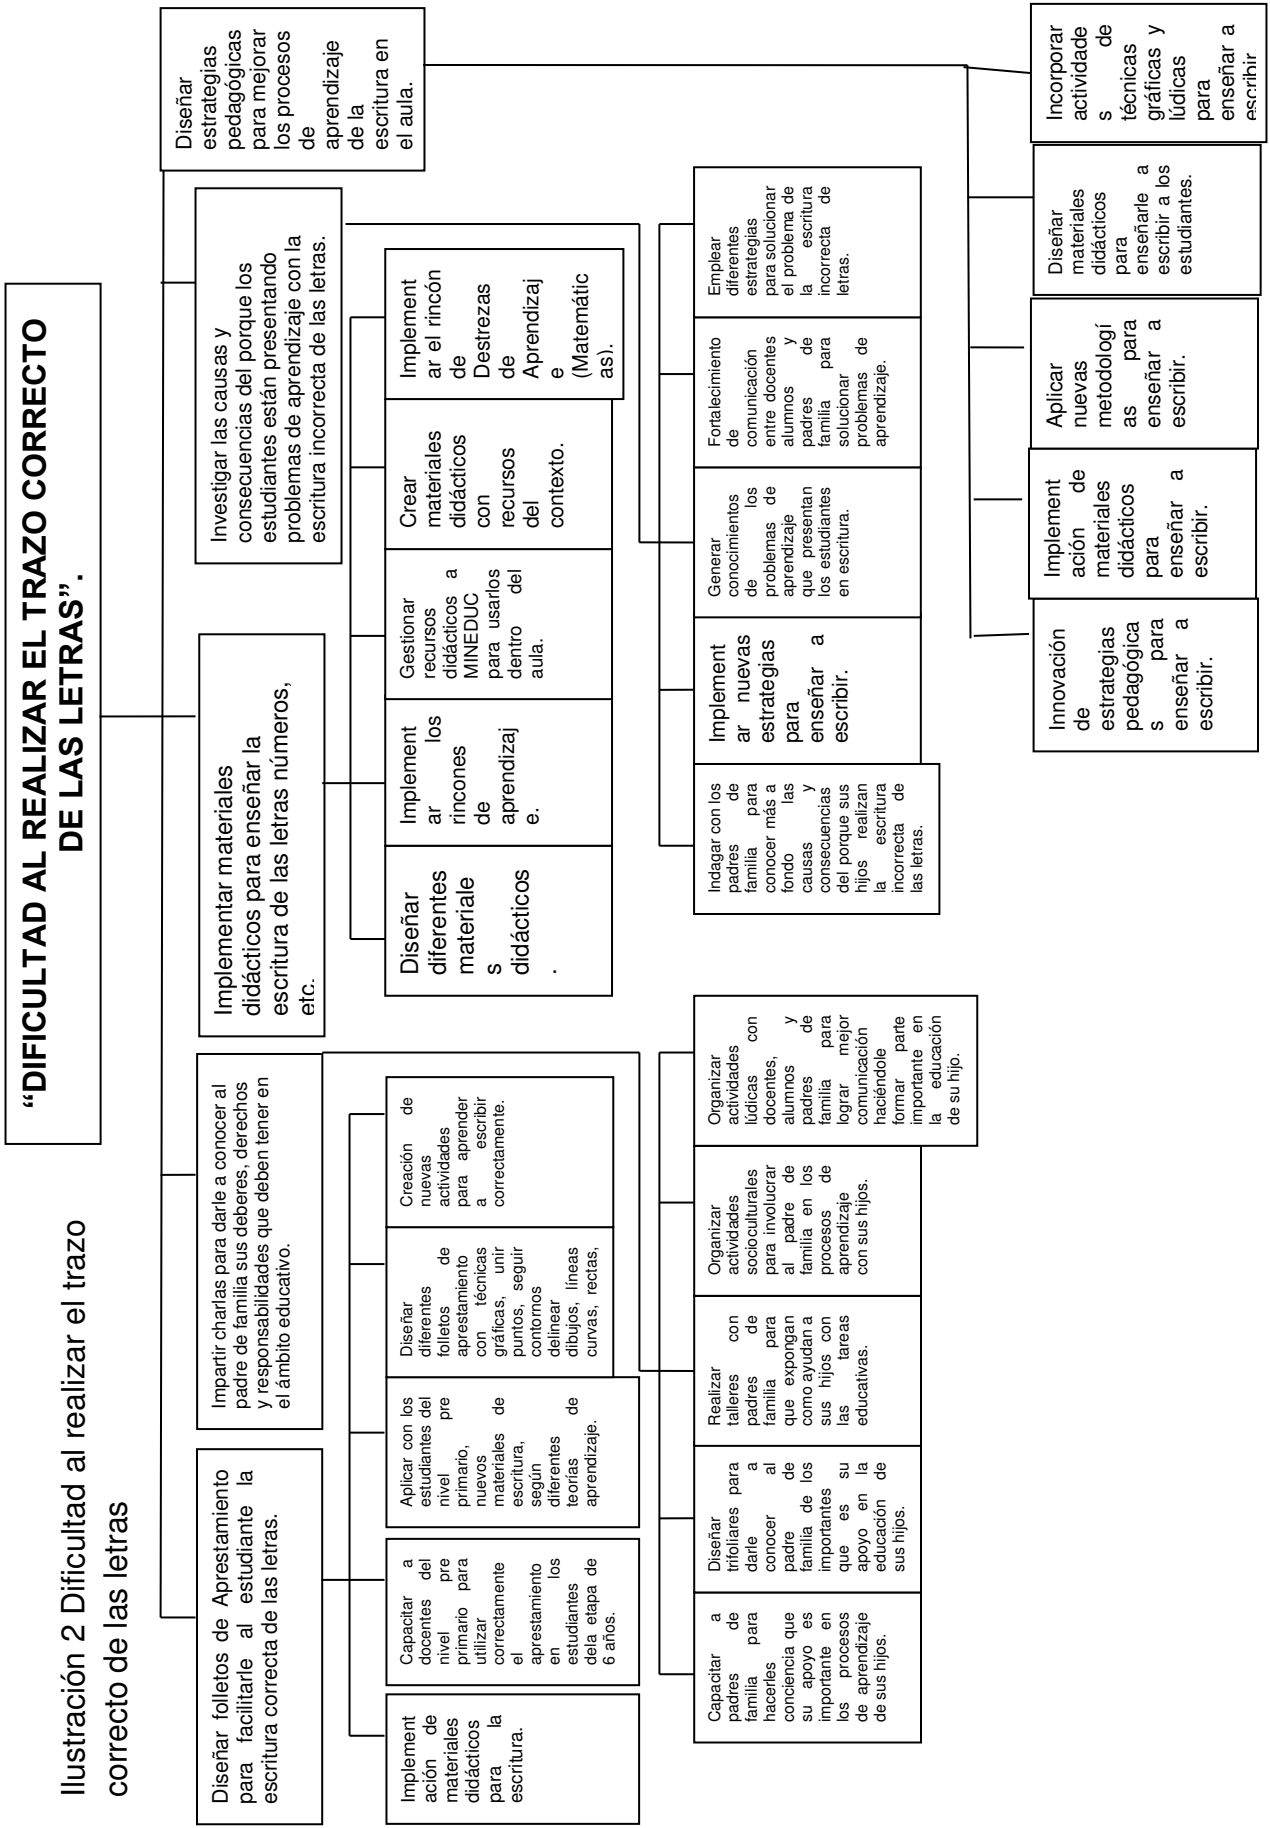 Ilustración 2 Dificultad al realizar el trazo
correcto de las letras
“DIFICULTAD AL REALIZAR EL TRAZO CORRECTO
DE LAS LETRAS”.
Diseñar folletos de Aprestamiento
para facilitarle al estudiante la
escritura correcta de las letras.
Impartir charlas para darle a conocer al
padre de familia sus deberes, derechos
y responsabilidades que deben tener en
el ámbito educativo.
Implementar materiales
didácticos para enseñar la
escritura de las letras números,
etc.
Investigar las causas y
consecuencias del porque los
estudiantes están presentando
problemas de aprendizaje con la
escritura incorrecta de las letras.
Diseñar
estrategias
pedagógicas
para mejorar
los procesos
de aprendizaje
de la
escritura en
el aula.
Implement
ación de
materiales
didácticos
para la
escritura.
Capacitar a
docentes del
nivel pre
primario para
utilizar
correctamente
el aprestamiento
en los
estudiantes
dela etapa de
6 años.
Aplicar con los
estudiantes del
nivel pre
primario,
nuevos
materiales de
escritura,
según
diferentes
teorías de
aprendizaje.
Diseñar
diferentes
folletos de
aprestamiento
con técnicas
gráficas, unir
puntos, seguir
contornos
delinear
dibujos, líneas
curvas, rectas,
Creación de
nuevas
actividades
para aprender
a escribir
correctamente.
Diseñar
diferentes
materiale
s
didácticos
.
Implement
ar los
rincones
de
aprendizaj
e.
Gestionar
recursos
didácticos a
MINEDUC
para usarlos
dentro del
aula.
Crear
materiales
didácticos
con
recursos
del
contexto.
Implement
ar el rincón
de
Destrezas
de
Aprendizaj
e
(Matemátic
as).
Capacitar a
padres de
familia para
hacerles
conciencia que
su apoyo es
importante en
los procesos
de aprendizaje
de sus hijos.
Diseñar
trifoliares para
darle a
conocer al
padre de
familia de los
importantes
que es su
apoyo en la
educación de
sus hijos.
Realizar
talleres con
padres de
familia para
que expongan
como ayudan a
sus hijos con
las tareas
educativas.
Organizar
actividades
socioculturales
para involucrar
al padre de
familia en los
procesos de
aprendizaje
con sus hijos.
Organizar
actividades
lúdicas con
docentes,
alumnos y
padres de
familia para
lograr mejor
comunicación
haciéndole
formar parte
importante en
la educación
de su hijo.
Indagar con los
padres de
familia para
conocer más a
fondo las
causas y
consecuencias
del porque sus
hijos realizan
la escritura
incorrecta de
las letras.
Implement
ar nuevas
estrategias
para
enseñar a
escribir.
Generar
conocimientos
de los
problemas de
aprendizaje
que presentan
los estudiantes
en escritura.
Fortalecimiento
de
comunicación
entre docentes
alumnos y
padres de
familia para
solucionar
problemas de
aprendizaje.
Emplear
diferentes
estrategias
para solucionar
el problema de
la escritura
incorrecta de
letras.
Innovación
de
estrategias
pedagógica
s para
enseñar a
escribir.
Implement
ación de
materiales
didácticos
para
enseñar a
escribir.
Aplicar
nuevas
metodologí
as para
enseñar a
escribir.
Diseñar
materiales
didácticos
para
enseñarle a
escribir a los
estudiantes.
Incorporar
actividade
s de
técnicas
gráficas y
lúdicas
para
enseñar a
escribir